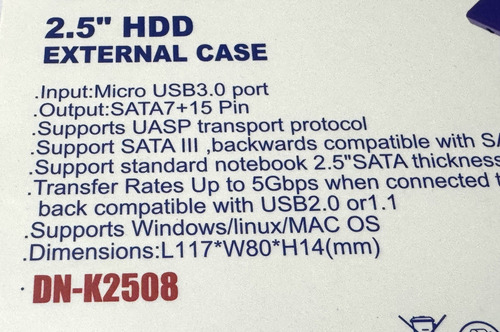 2.5" HDD
EXTERNAL CASE
.Input:Micro USB3.0 port
.Output:SATA7+15 Pin
.Supports UASP transport protocol
.Support SATA III ,backwards compatible with
.Support standard notebook 2.5"SATA thickness
.Transfer Rates Up to 5Gbps when connected
back compatible with USB2.0 or1.1
.Supports Windows/linux/MAC OS
.Dimensions:L117*W80*H14(mm)
· DN-K2508